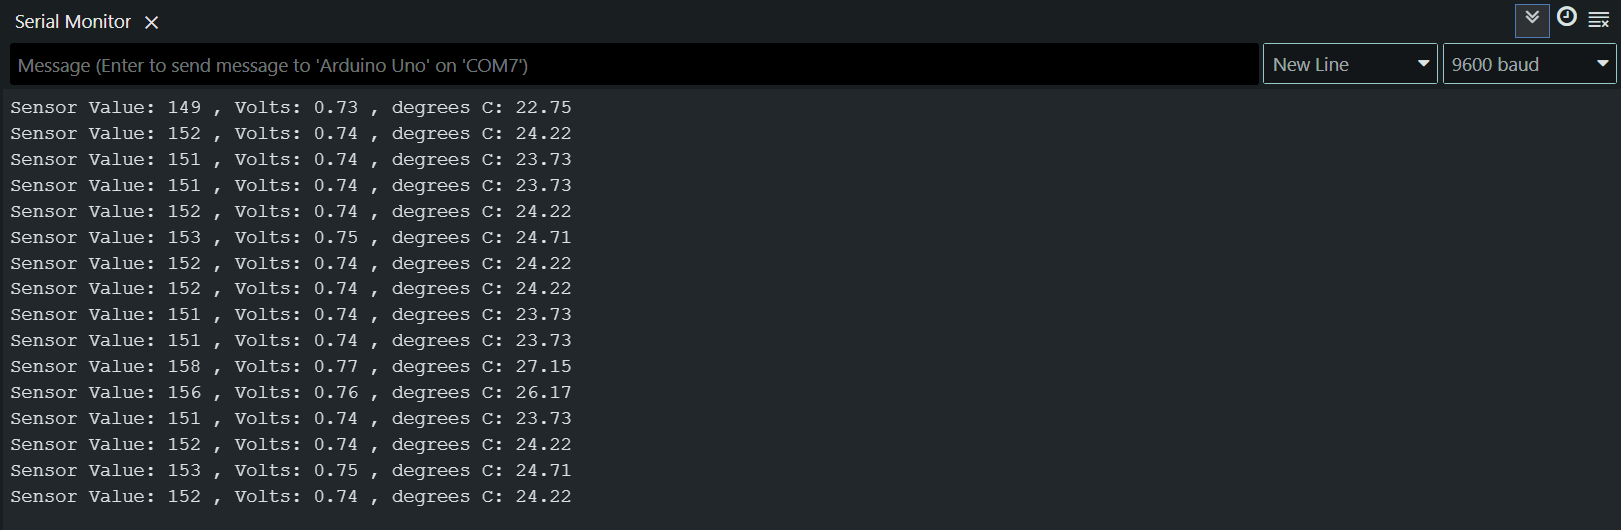 Serial Monitor
Message (Enter to send message to 'Arduino Uno' on 'COM7')
New Line
9600 baud
Sensor Value: 149 , Volts: 0.73 , degrees C: 22.75
Sensor Value: 152 , Volts: 0.74 , degrees C: 24.22
Sensor Value: 151 , Volts: 0.74 , degrees C: 23.73
Sensor Value: 151 , Volts: 0.74 , degrees C: 23.73
Sensor Value: 152 , Volts: 0.74 , degrees C: 24.22
Sensor Value: 153 , Volts: 0.75 , degrees C: 24.71
Sensor Value: 152 , Volts: 0.74 , degrees C: 24.22
Sensor Value: 152 , Volts: 0.74 , degrees C: 24.22
Sensor Value: 151 , Volts: 0.74 , degrees C: 23.73
Sensor Value: 151 , Volts: 0.74 , degrees C: 23.73
Sensor Value: 158 , Volts: 0.77 , degrees C: 27.15
Sensor Value: 156 , Volts: 0.76 , degrees C: 26.17
Sensor Value: 151 , Volts: 0.74 , degrees C: 23.73
Sensor Value: 152 , Volts: 0.74 , degrees C: 24.22
Sensor Value: 153 , Volts: 0.75 , degrees C: 24.71
Sensor Value: 152 , Volts: 0.74 , degrees C: 24.22